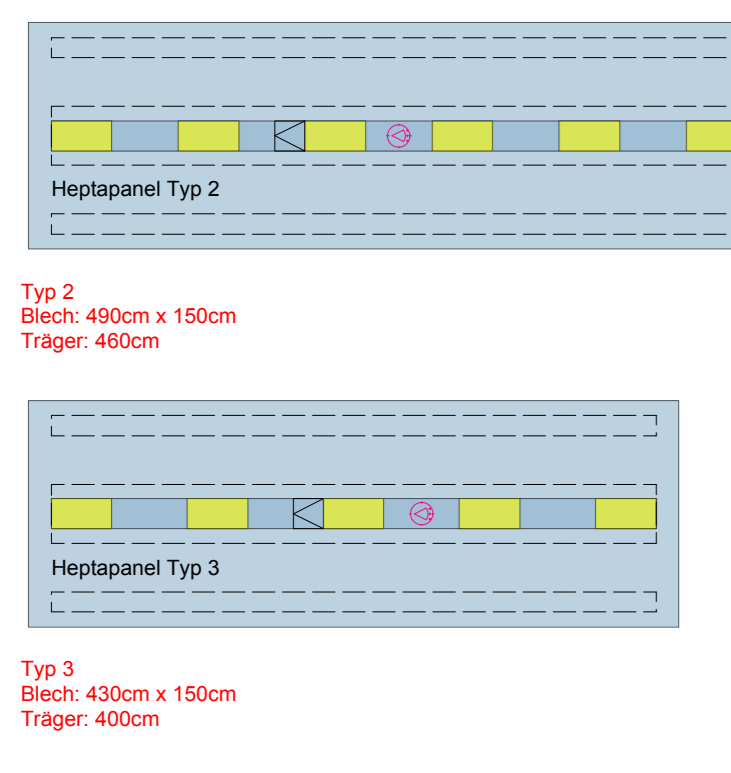 Heptapanel Typ 2
Typ 2
Blech: 490cm x 150cm
Träger: 460cm
Heptapanel Typ 3
Typ 3
Blech: 430cm x 150cm
Träger: 400cm